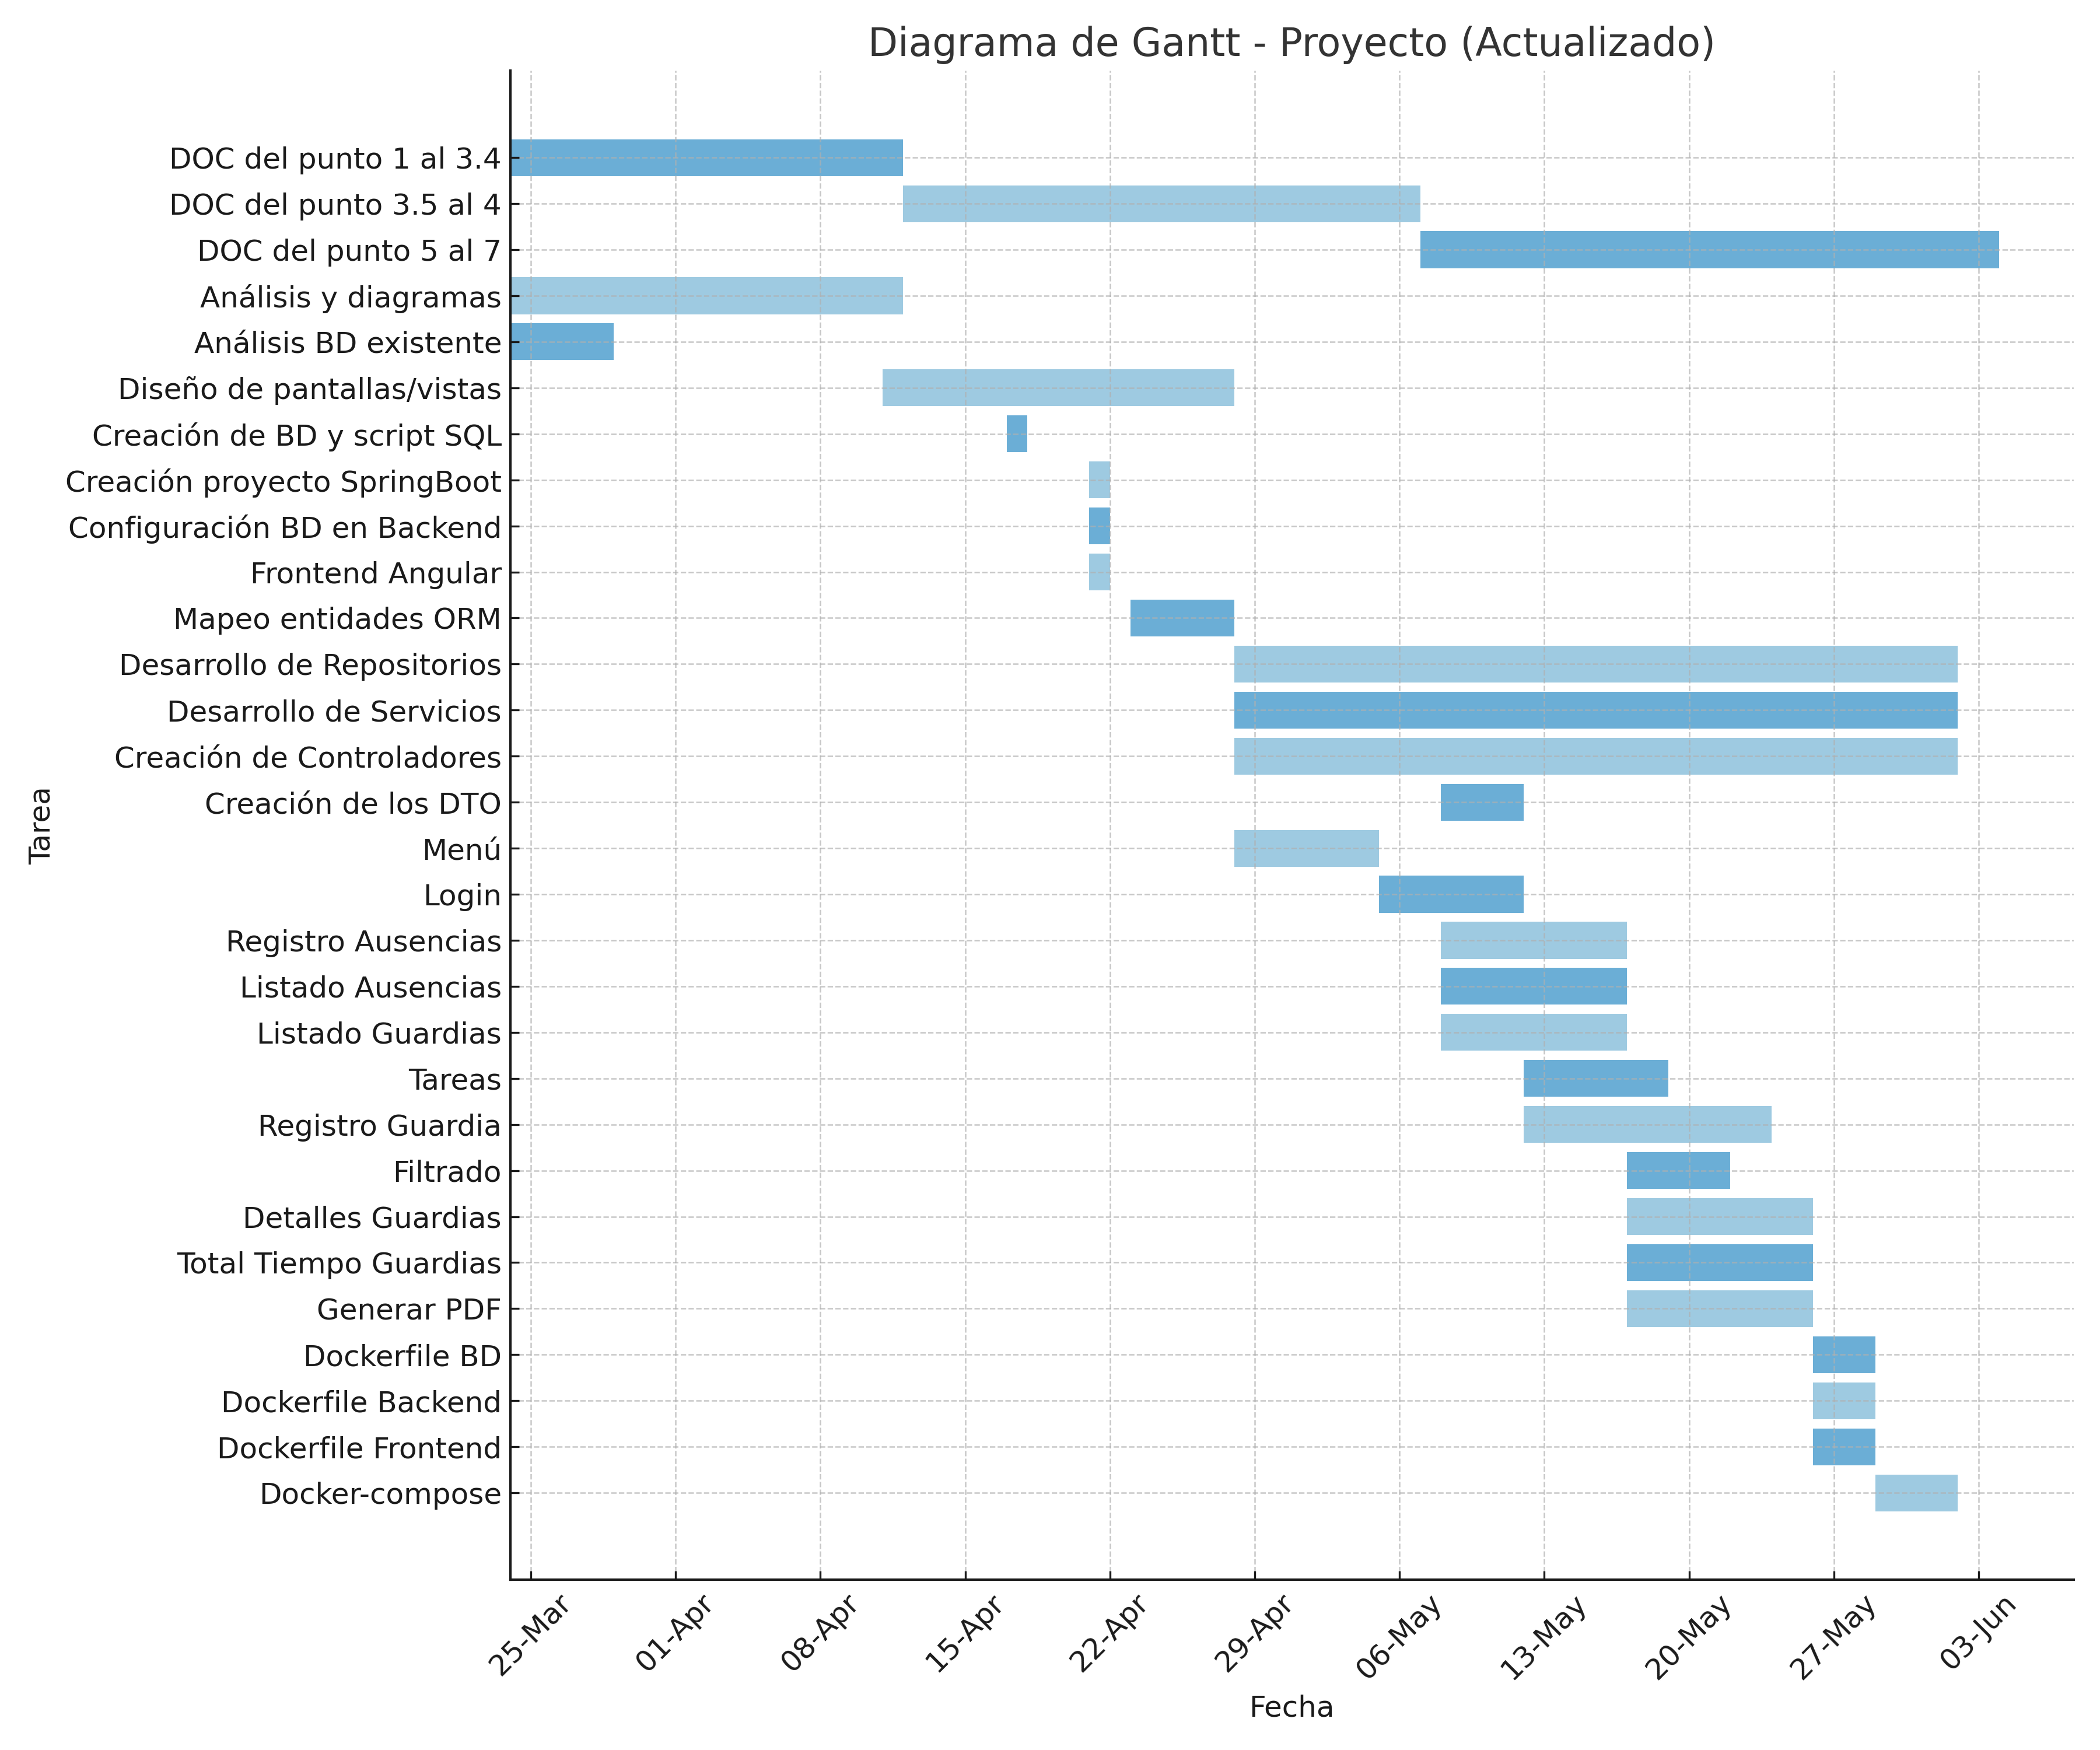 Diagrama de Gantt - Proyecto (Actualizado)
Tarea
DOC del punto 1 al 3.4
DOC del punto 3.5 al 4
DOC del punto 5 al 7
Análisis y diagramas
Análisis BD existente
Diseño de pantallas/vistas
Creación de BD y script SQL
Creación proyecto SpringBoot
Configuración BD en Backend
Frontend Angular
Mapeo entidades ORM
Desarrollo de Repositorios
Desarrollo de Servicios
Creación de Controladores
Creación de los DTO
Menú
Login
Registro Ausencias
Listado Ausencias
Listado Guardias
Tareas
Registro Guardia
Filtrado
Detalles Guardias
Total Tiempo Guardias
Generar PDF
Dockerfile BD
Dockerfile Backend
Dockerfile Frontend
Docker-compose
25-Mar
01-Apr
08-Apr
15-Apr
22-Apr
29-Apr
06-May
13-May
20-May
27-May
03-Jun
Fecha